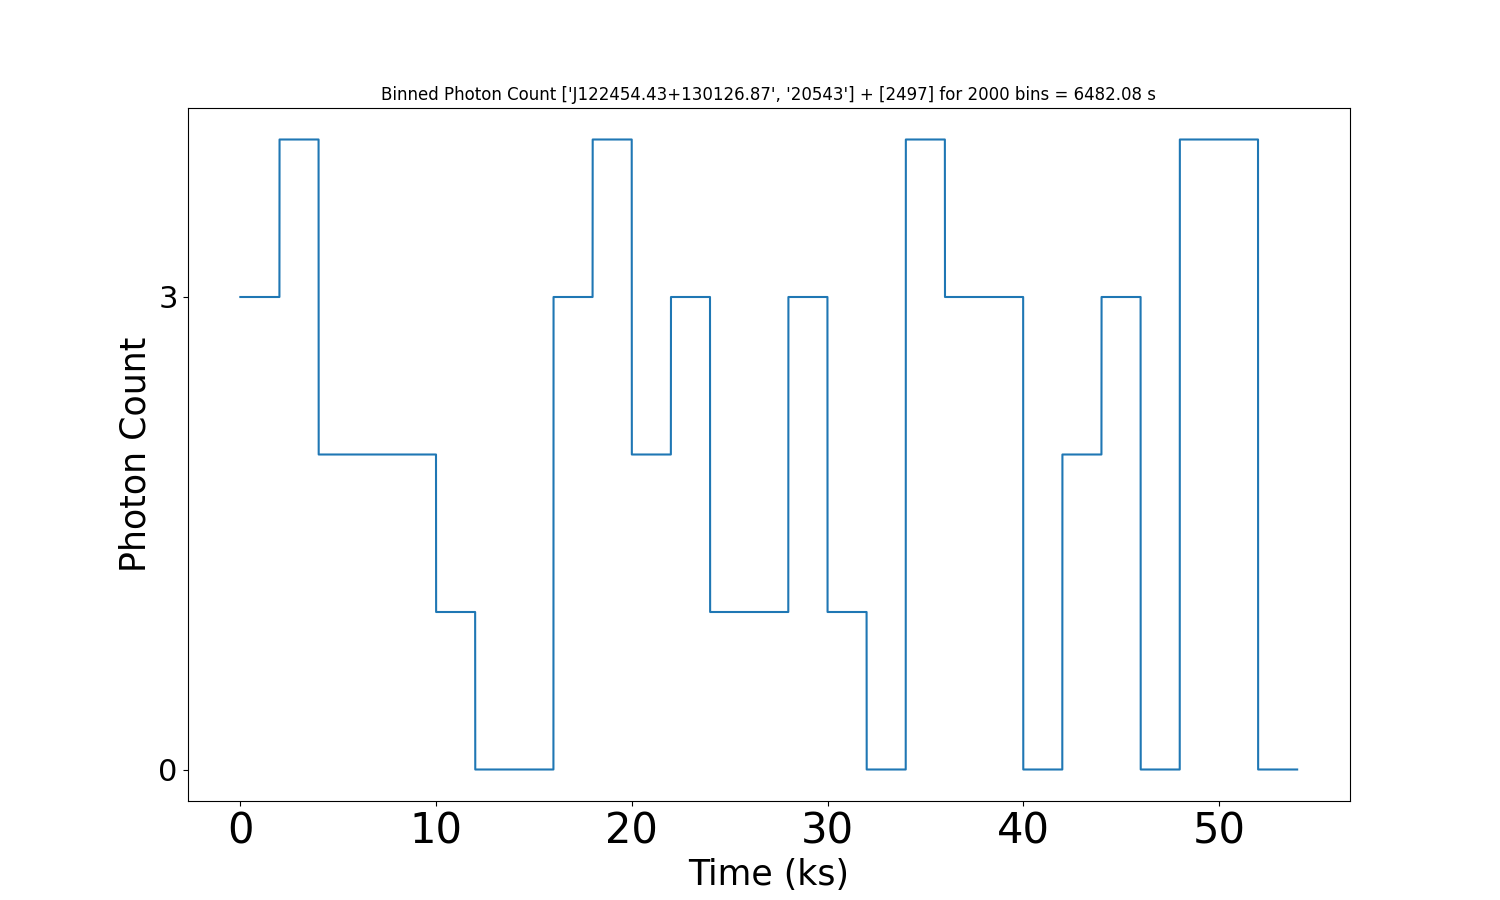 Binned Photon Count ['J122454.43+130126.87', '20543'] + [2497] for 2000 bins = 6482.08 s
Photon Count
3
0
0 10 20 30 40 50
Time (ks)